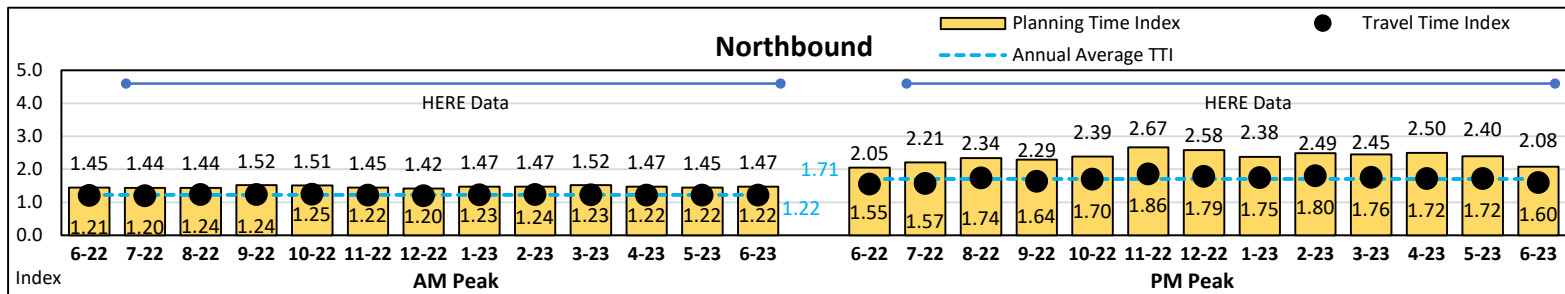 Northbound
Planning Time Index
Travel Time Index
Annual Average TTI
5.0
4.0
3.0
2.0
1.0
0.0
Index
HERE Data
1.45 1.44 1.44 1.52 1.51 1.45 1.42 1.47 1.47 1.52 1.47 1.45 1.47
1.21 1.20 1.24 1.24 1.25 1.22 1.20 1.23 1.24 1.23 1.22 1.22 1.22
1.22
6-22 7-22 8-22 9-22 10-22 11-22 12-22 1-23 2-23 3-23 4-23 5-23 6-23
AM Peak
HERE Data
1.71
2.05 2.21 2.34 2.29 2.39 2.67 2.58 2.38 2.49 2.45 2.50 2.40 2.08
1.55 1.57 1.74 1.64 1.70 1.86 1.79 1.75 1.80 1.76 1.72 1.72 1.60
6-22 7-22 8-22 9-22 10-22 11-22 12-22 1-23 2-23 3-23 4-23 5-23 6-23
PM Peak